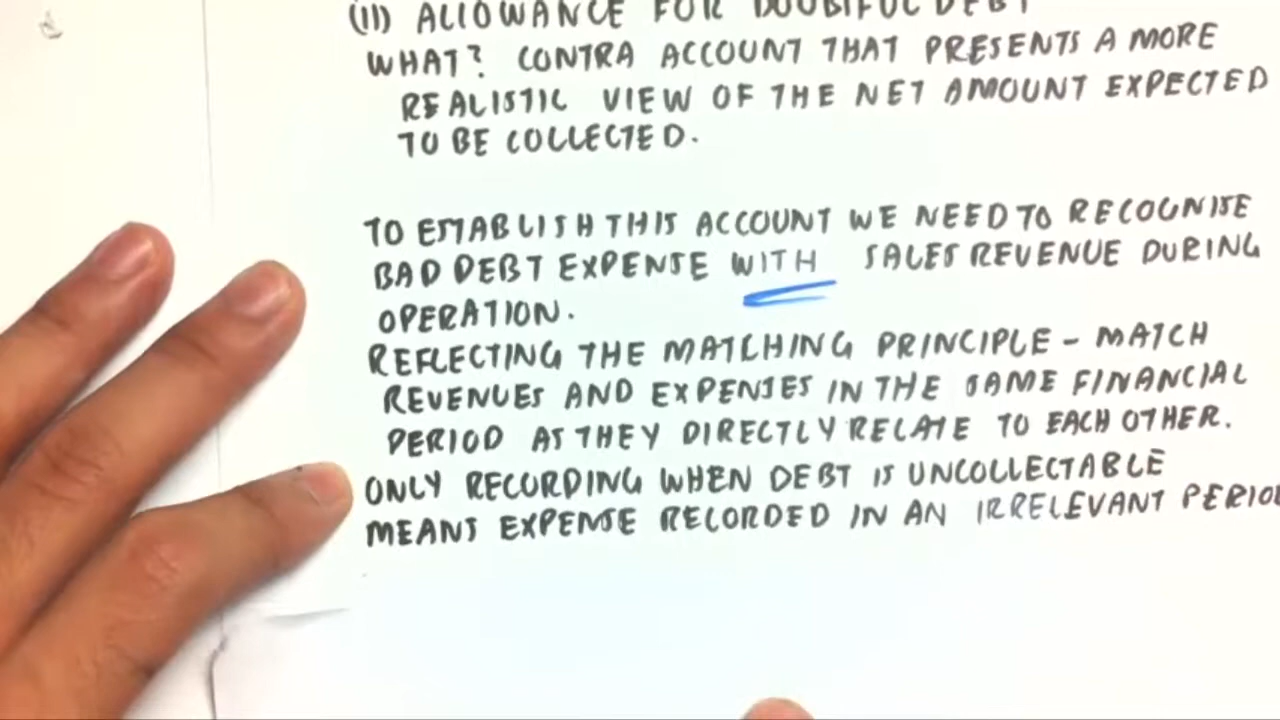 (II) ALLOWANCE FOR DOUBTFUL DEBT
WHAT? CONTRA ACCOUNT THAT PRESENTS A MORE
REALISTIC VIEW OF THE NET AMOUNT EXPECTED
TO BE COLLECTED.
TO ESTABLISH THIS ACCOUNT WE NEED TO RECOGNISE
BAD DEBT EXPENSE WITH SALES REVENUE DURING
OPERATION.
REFLECTING THE MATCHING PRINCIPLE - MATCH
REVENUES AND EXPENSES IN THE SAME FINANCIAL
PERIOD AS THEY DIRECTLY RELATE TO EACH OTHER.
ONLY RECORDING WHEN DEBT IS UNCOLLECTABLE
MEANS EXPENSE RECORDED IN AN IRRELEVANT PERIOD